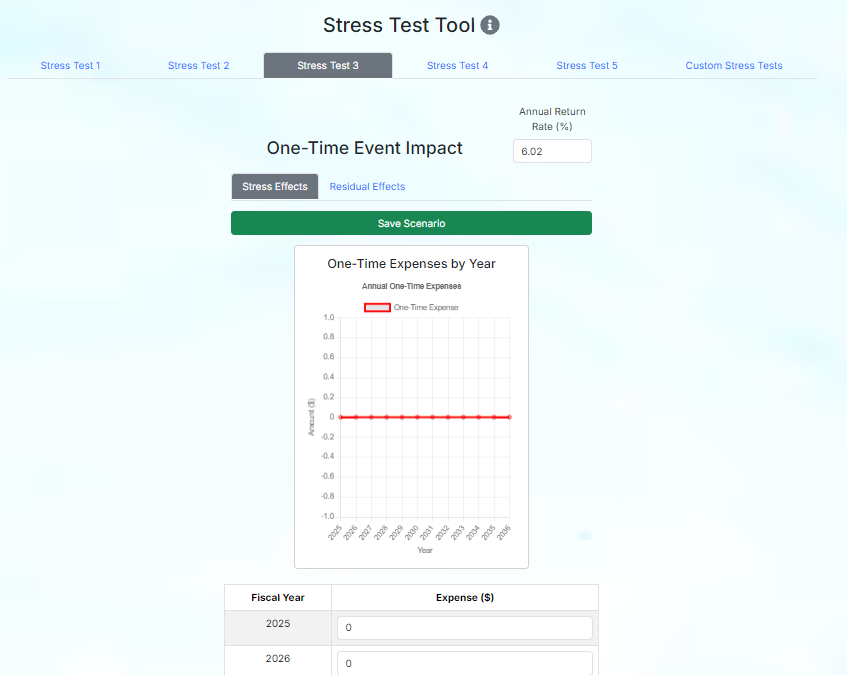 Stress Test Tool
Stress Test 1
Stress Test 2
Stress Test 3
Stress Test 4
Stress Test 5
Custom Stress Tests
Annual Return
Rate (%)
One-Time Event Impact
6.02
Stress Effects
Residual Effects
Save Scenario
One-Time Expenses by Year
Annual One-Time Expenses
One-Time Expense
1.0
0.8
0.6
0.4
0.2
0
-0.2
-0.4
-0.6
-0.8
-1.0
Amount ($)
2025
2026
2027
2028
2029
2030
2031
2032
2033
2034
2035
2036
Year
Fiscal Year
Expense ($)
2025
0
2026
0